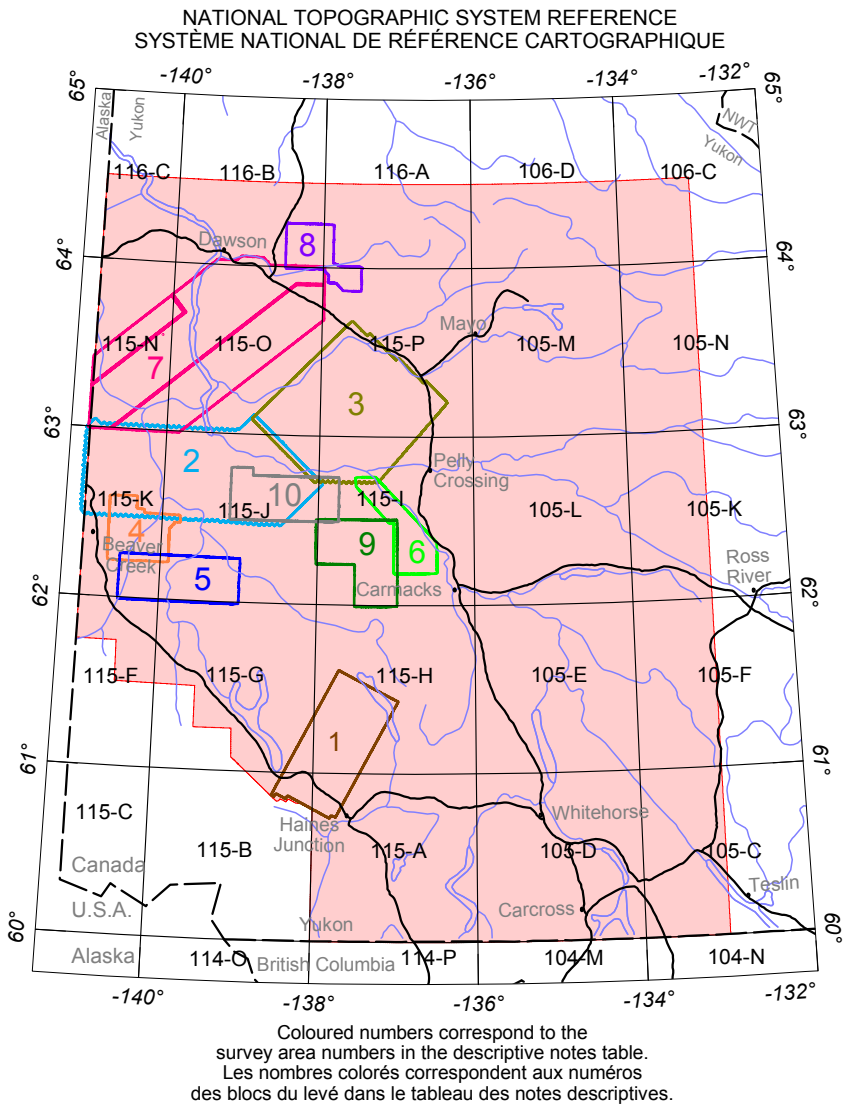 NATIONAL TOPOGRAPHIC SYSTEM REFERENCE
SYSTÈME NATIONAL DE RÉFÉRENCE CARTOGRAPHIQUE
-140° -138° -136° -134° -132°
65° 65°
Alaska
Yukon
NWT
Yukon
116-C 116-B 116-A 106-D 106-C
Dawson 8
64° 64°
Mayo
115-N 115-O 115-P 105-M 105-N
7
3
63° 63°
2
Pelly
Crossing
10
115-K 115-J 115-I 105-L 105-K
4
Beaver
Creek
9 6
Ross
River
5
Carmacks
62° 62°
115-F 115-G 115-H 105-E 105-F
1
61° 61°
115-C
Haines
Junction
Whitehorse
115-B 115-A 105-D 105-C
Canada
Teslin
U.S.A.
Carcross
Yukon
60° 60°
Alaska
114-O British Columbia 114-P 104-M 104-N
-140° -138° -136° -134° -132°
Coloured numbers correspond to the
survey area numbers in the descriptive notes table.
Les nombres colorés correspondent aux numéros
des blocs du levé dans le tableau des notes descriptives.